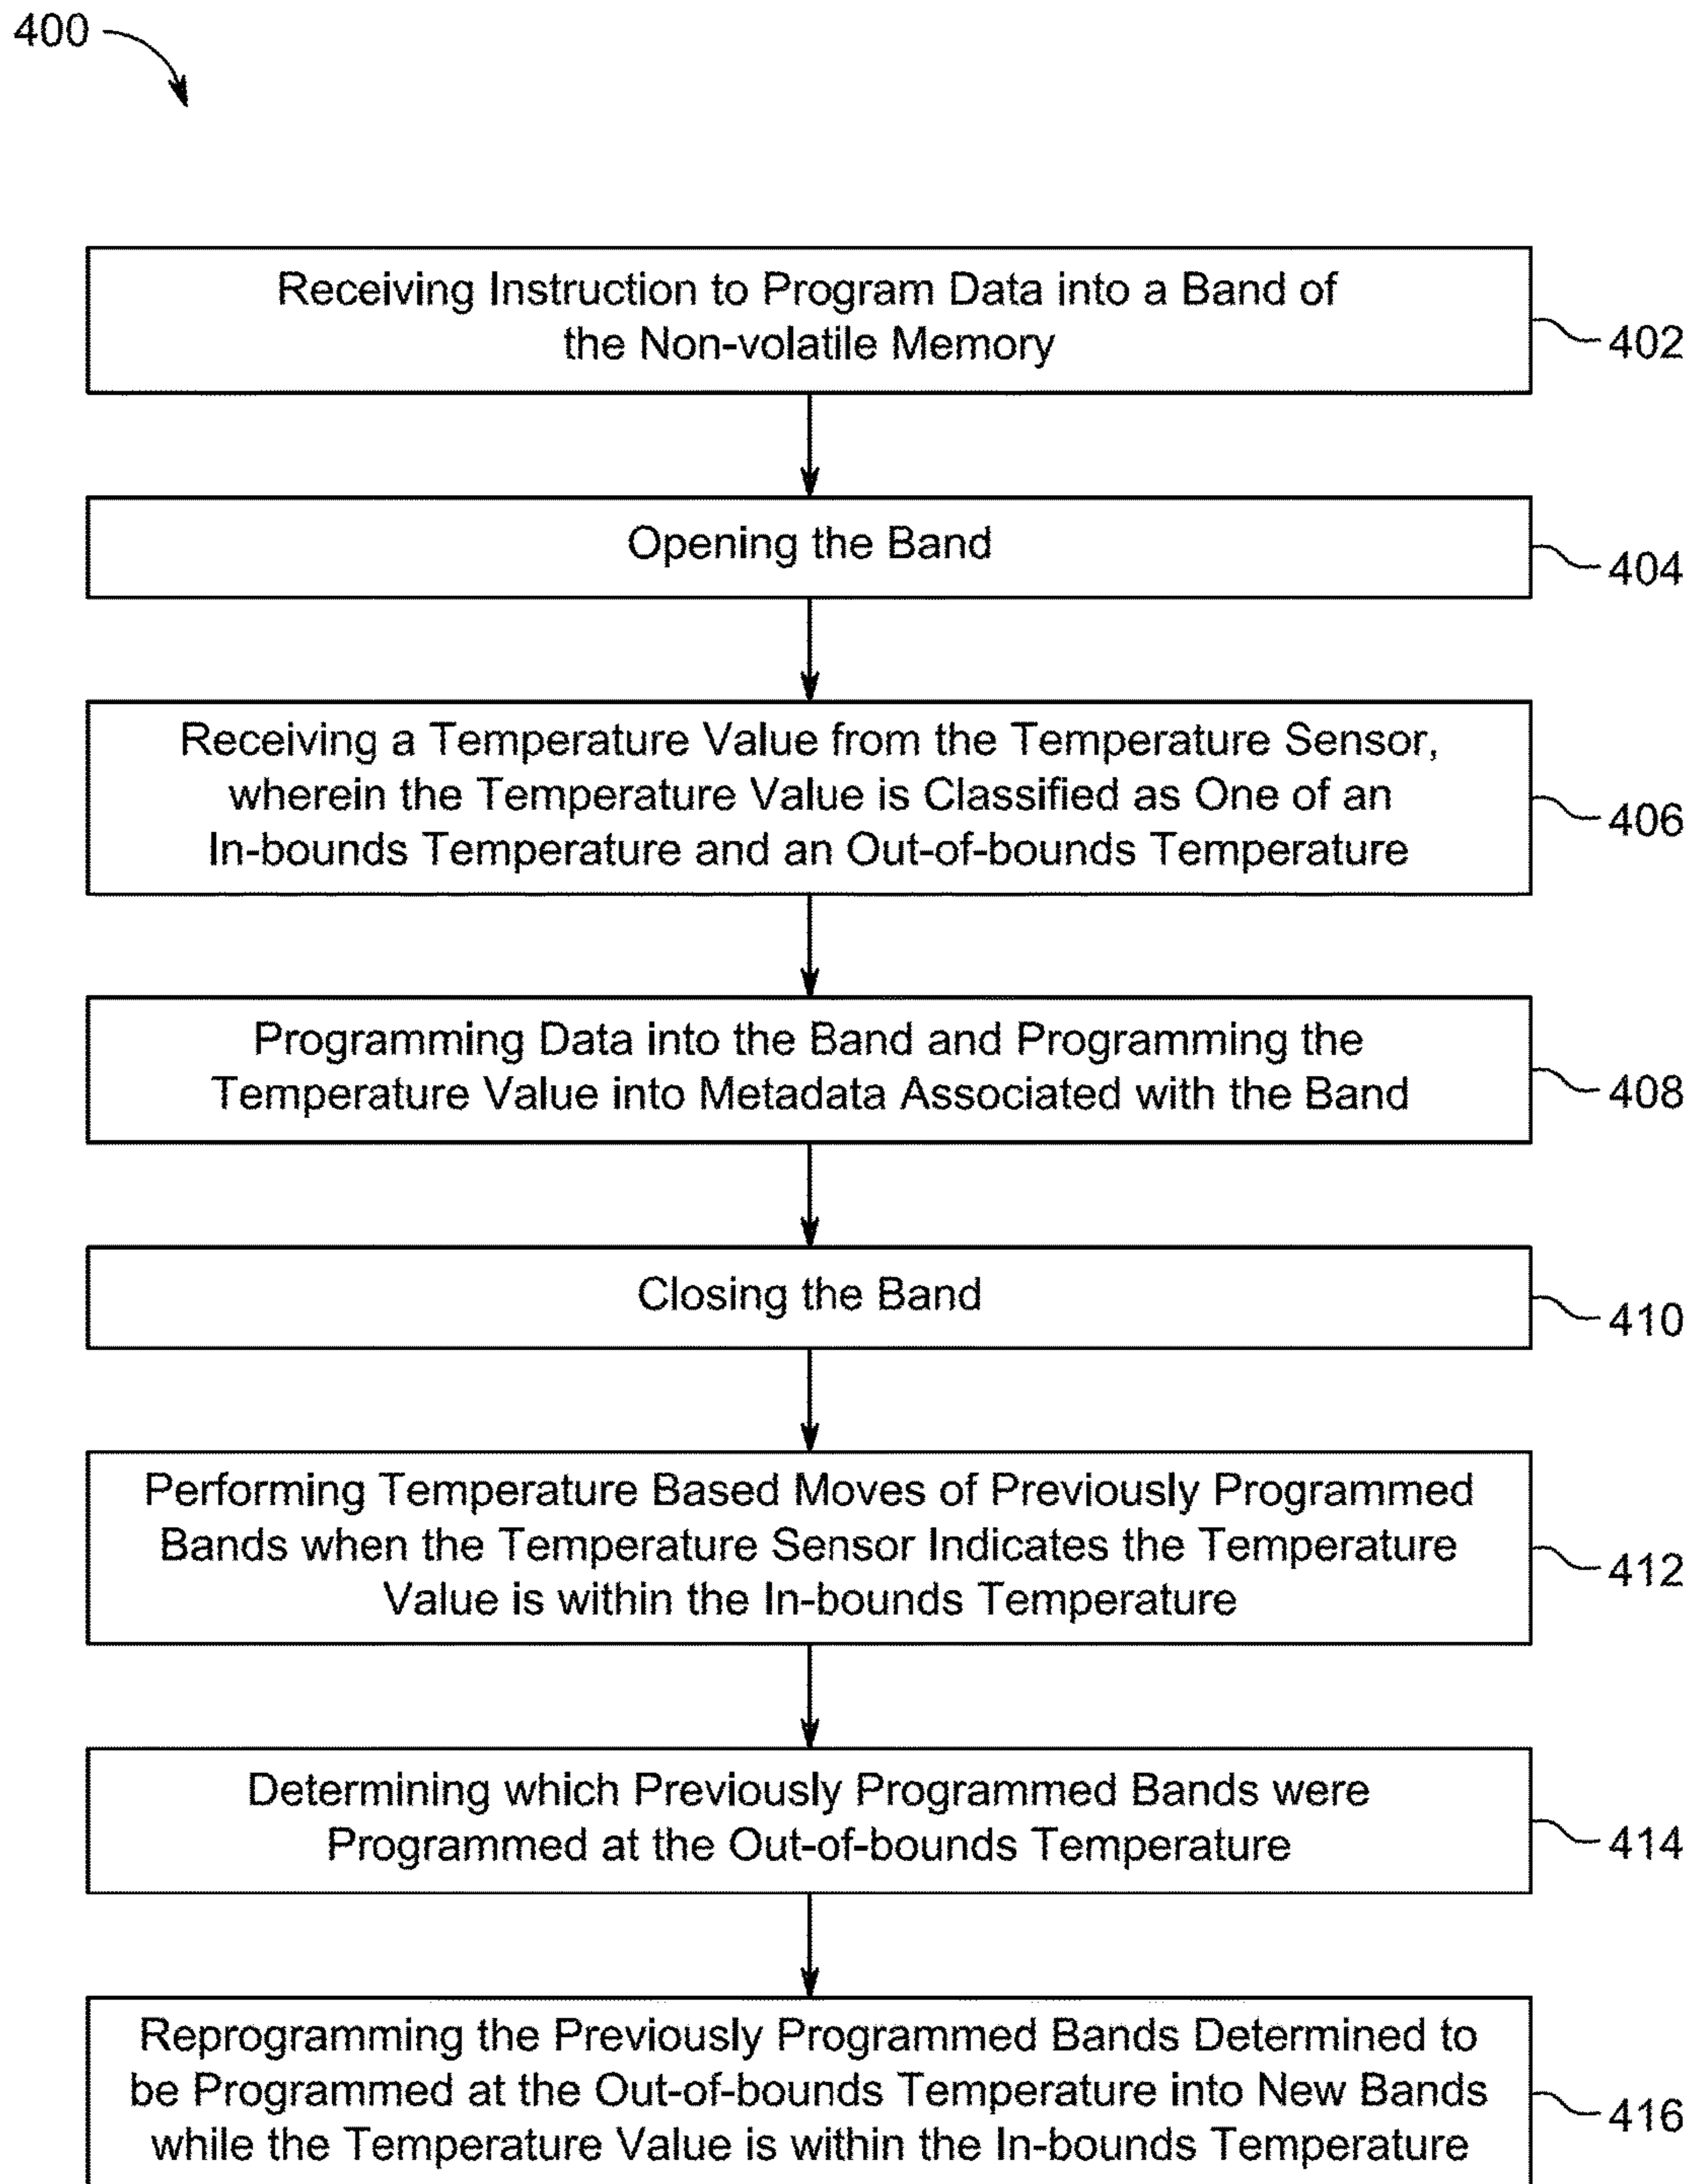 400
Receiving Instruction to Program Data into a Band of
the Non-volatile Memory
402
Opening the Band
404
Receiving a Temperature Value from the Temperature Sensor,
wherein the Temperature Value is Classified as One of an
In-bounds Temperature and an Out-of-bounds Temperature
406
Programming Data into the Band and Programming the
Temperature Value into Metadata Associated with the Band
408
Closing the Band
410
Performing Temperature Based Moves of Previously Programmed
Bands when the Temperature Sensor Indicates the Temperature
Value is within the In-bounds Temperature
412
Determining which Previously Programmed Bands were
Programmed at the Out-of-bounds Temperature
414
Reprogramming the Previously Programmed Bands Determined to
be Programmed at the Out-of-bounds Temperature into New Bands
while the Temperature Value is within the In-bounds Temperature
416